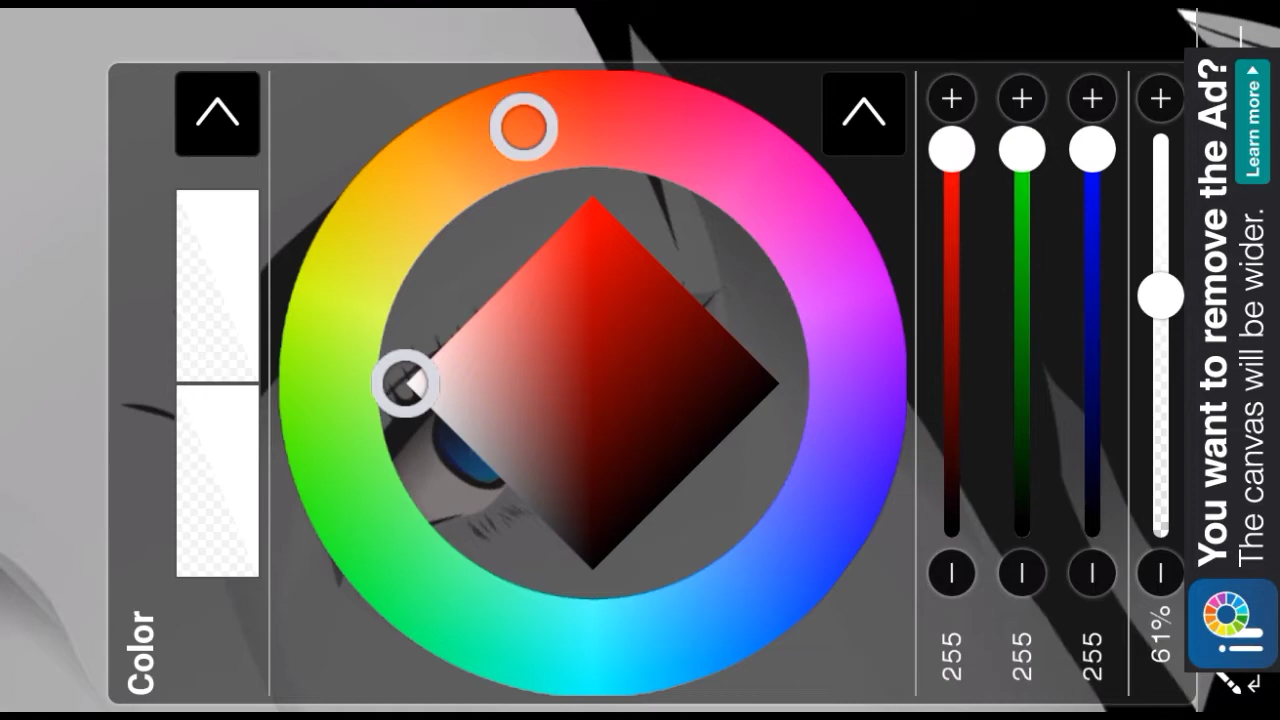 You want to remove the Ad?
The canvas will be wider.
Learn more ▶
Color
255
255
255
61%